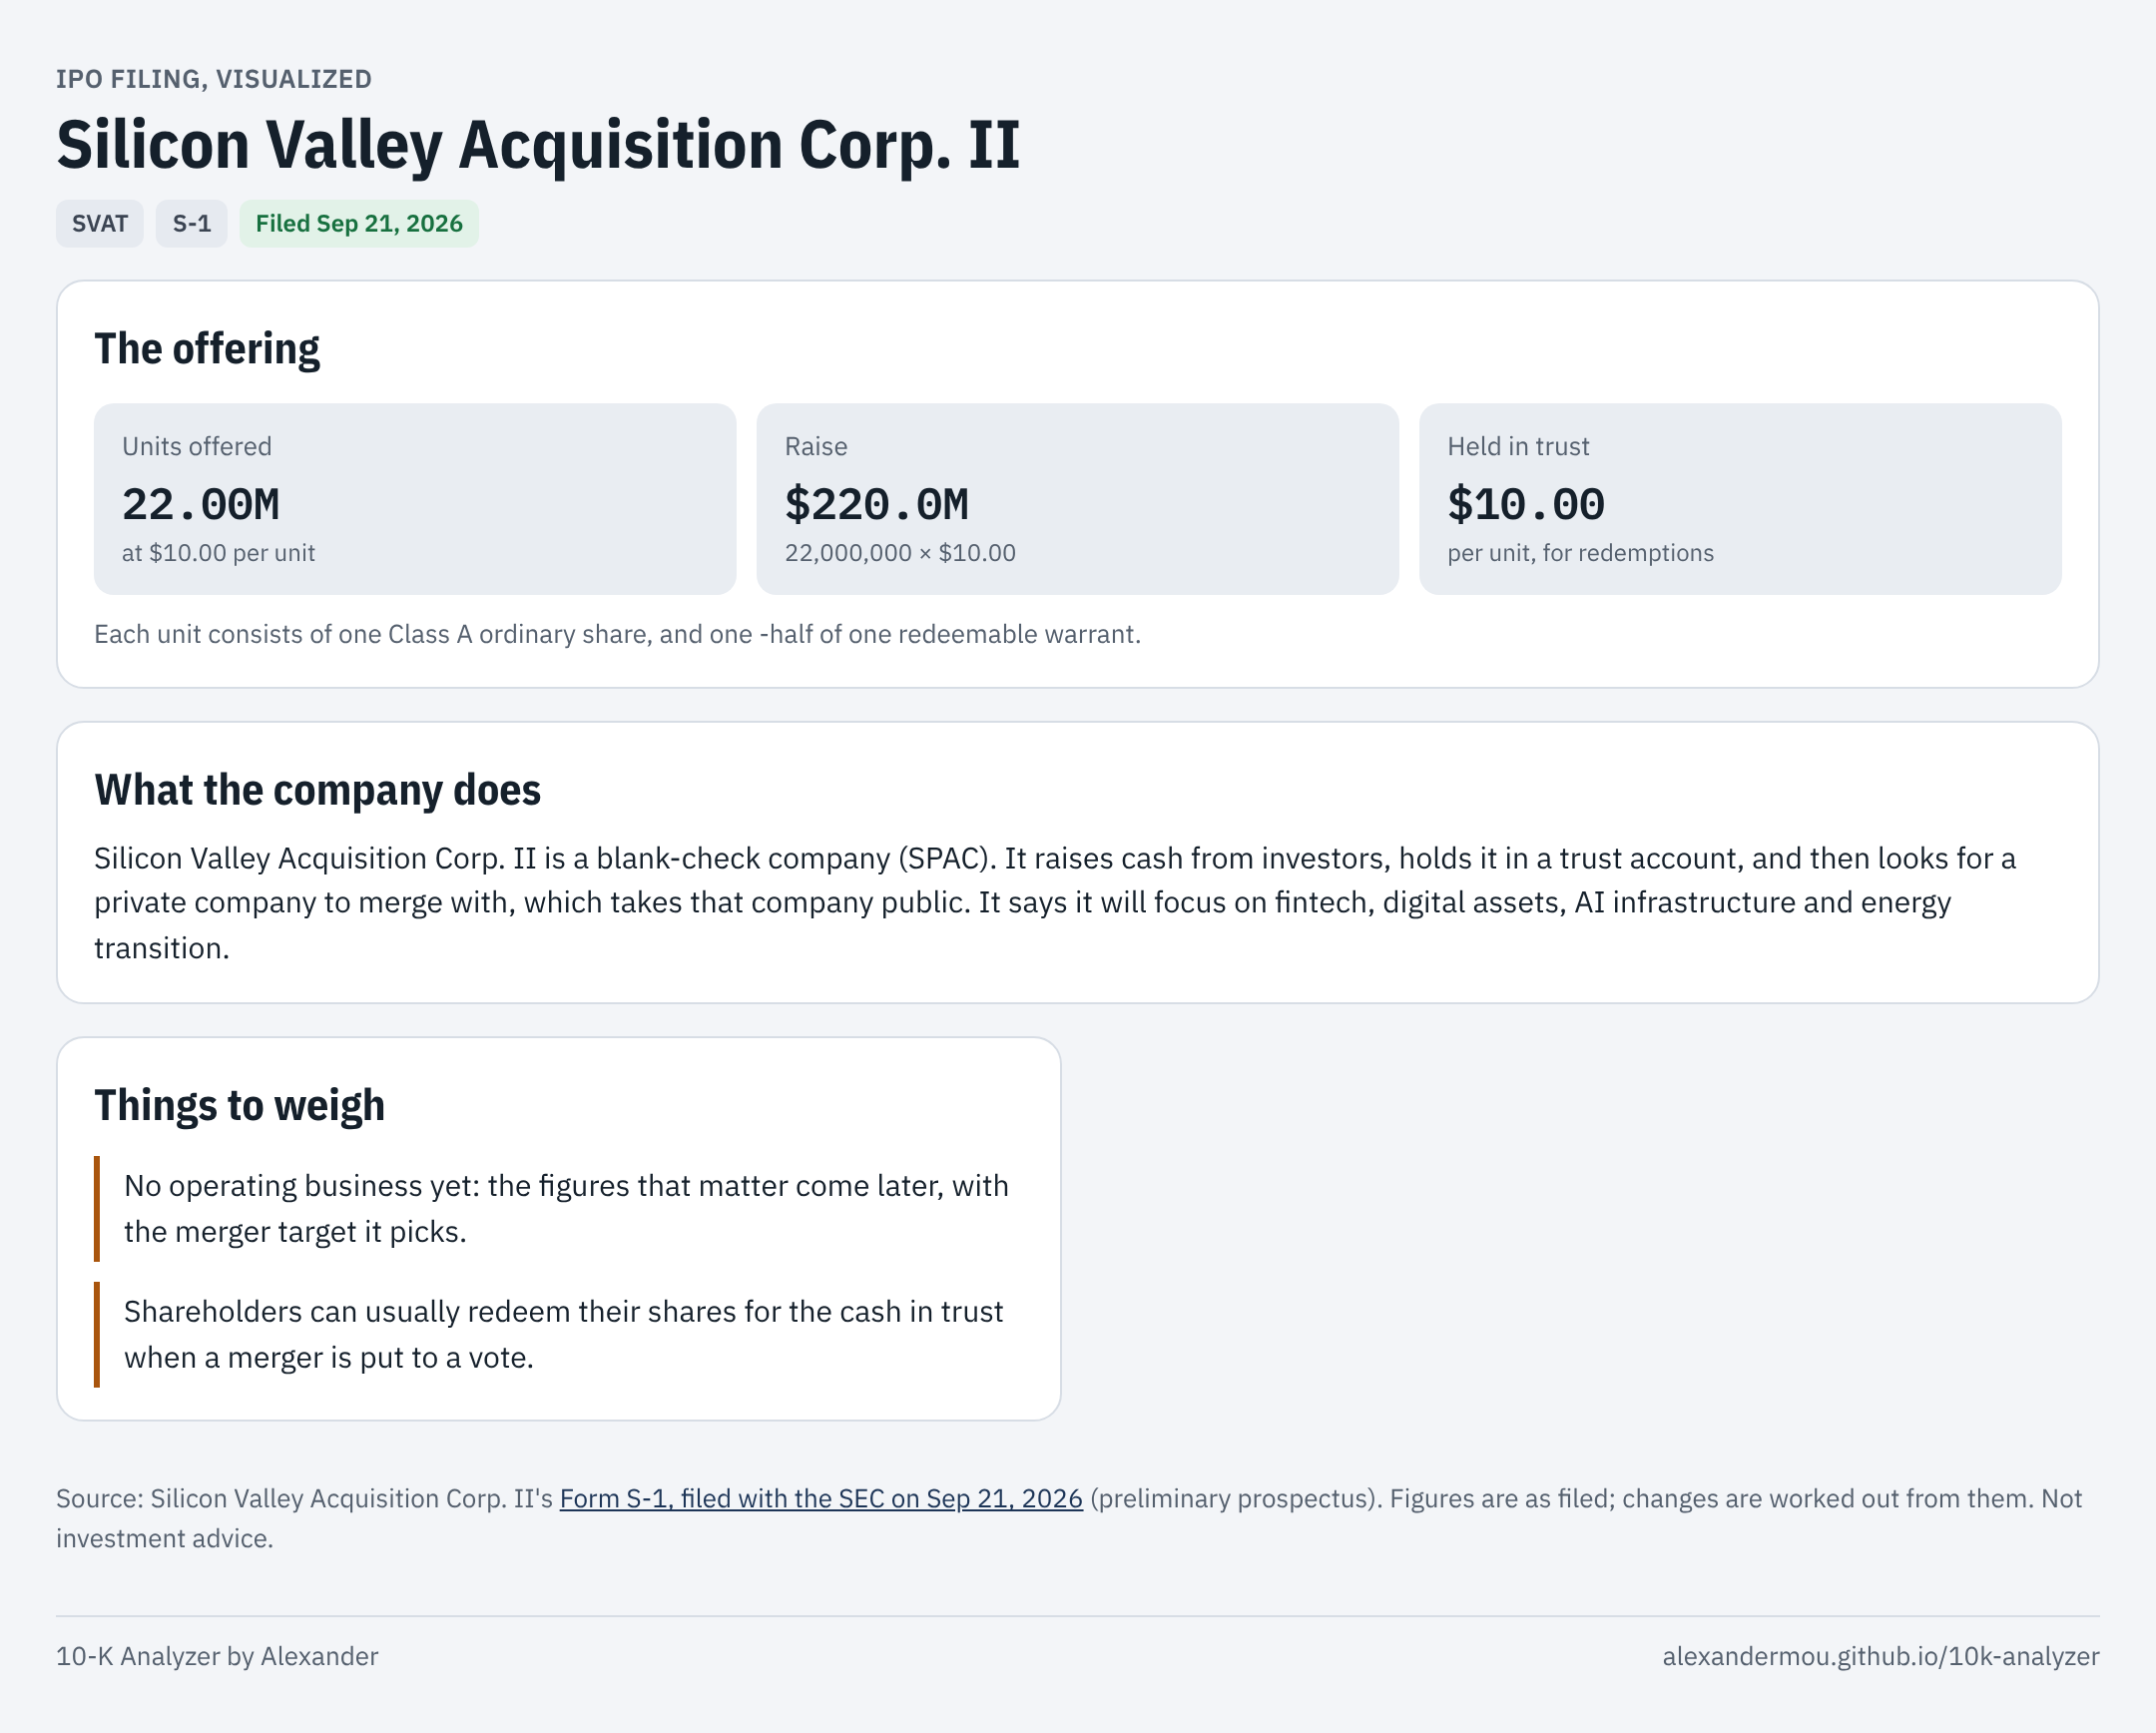 IPO FILING, VISUALIZED
Silicon Valley Acquisition Corp. II
SVAT S-1 Filed Sep 21, 2026
The offering
Units offered
22.00M
at $10.00 per unit
Raise
$220.0M
22,000,000 × $10.00
Held in trust
$10.00
per unit, for redemptions
Each unit consists of one Class A ordinary share, and one -half of one redeemable warrant.
What the company does
Silicon Valley Acquisition Corp. II is a blank-check company (SPAC). It raises cash from investors, holds it in a trust account, and then looks for a
private company to merge with, which takes that company public. It says it will focus on fintech, digital assets, AI infrastructure and energy
transition.
Things to weigh
No operating business yet: the figures that matter come later, with
the merger target it picks.
Shareholders can usually redeem their shares for the cash in trust
when a merger is put to a vote.
Source: Silicon Valley Acquisition Corp. II's Form S-1, filed with the SEC on Sep 21, 2026 (preliminary prospectus). Figures are as filed; changes are worked out from them. Not
investment advice.
10-K Analyzer by Alexander
alexandermou.github.io/10k-analyzer